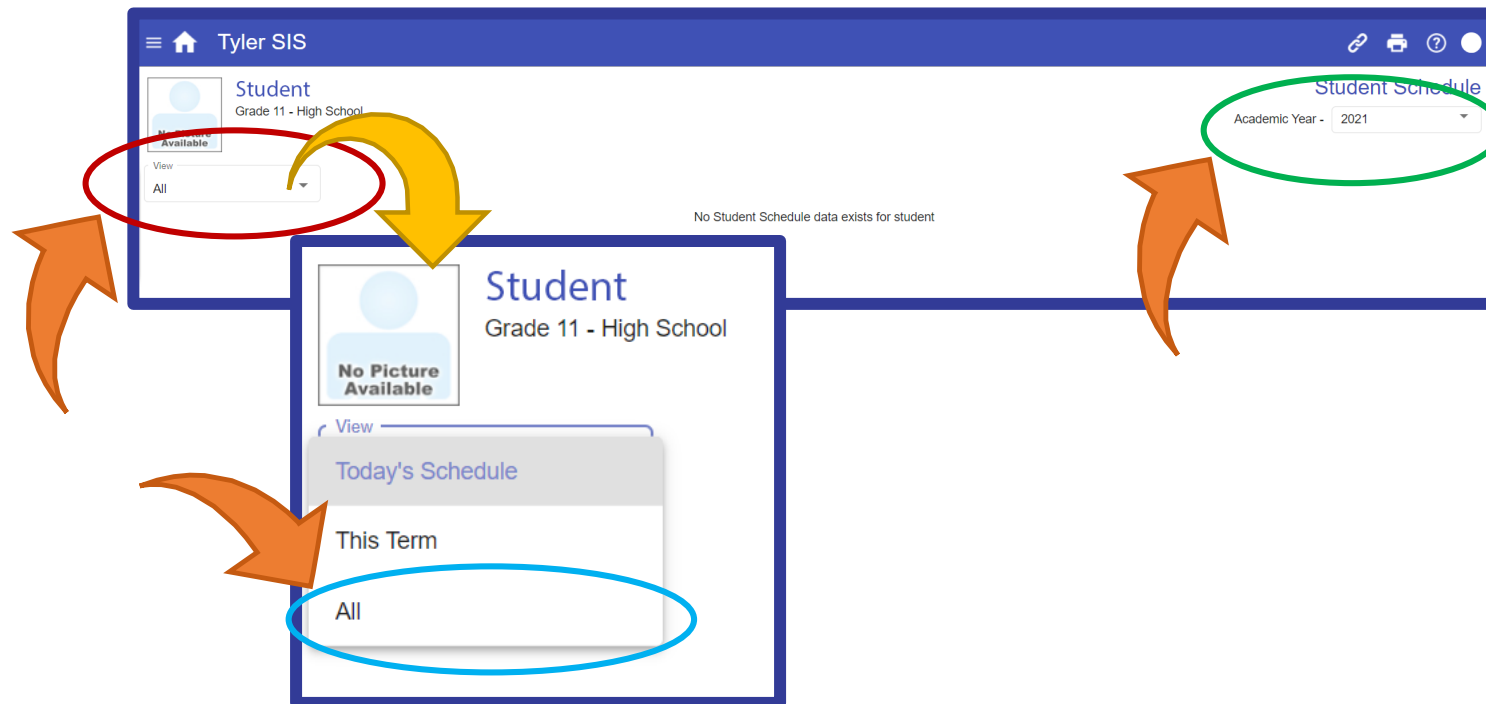 Tyler SIS
Student
Grade 11 - High School
No Picture
Available
View
All
Student Schedule
Academic Year - 2021
No Student Schedule data exists for student
Student
Grade 11 - High School
No Picture
Available
View
Today's Schedule
This Term
All